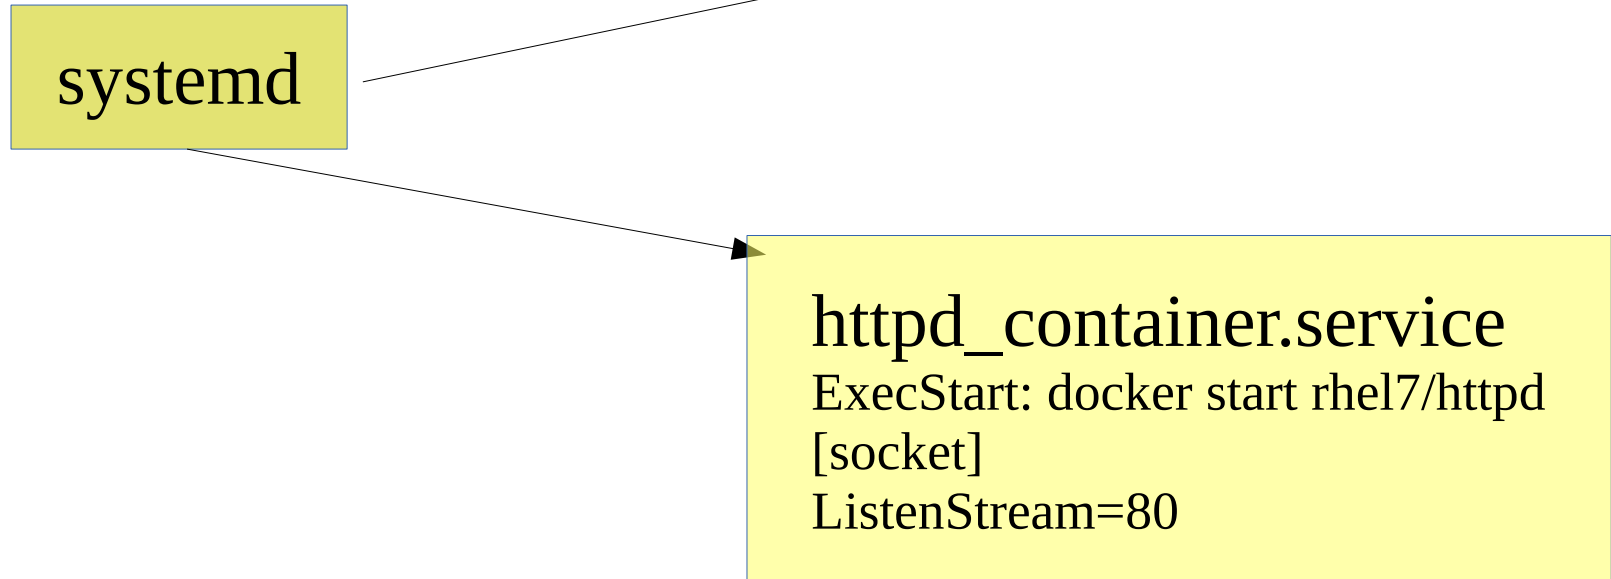 systemd
httpd_container.service
ExecStart: docker start rhel7/httpd
[socket]
ListenStream=80